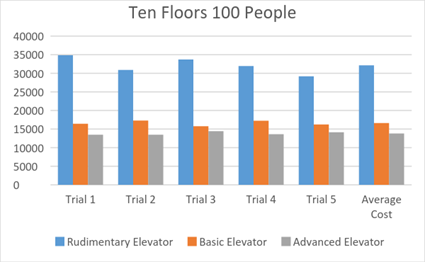 Ten Floors 100 People
40000
35000
30000
25000
20000
15000
10000
5000
0
Trial 1 Trial 2 Trial 3 Trial 4 Trial 5 Average
Cost
Rudimentary Elevator Basic Elevator Advanced Elevator